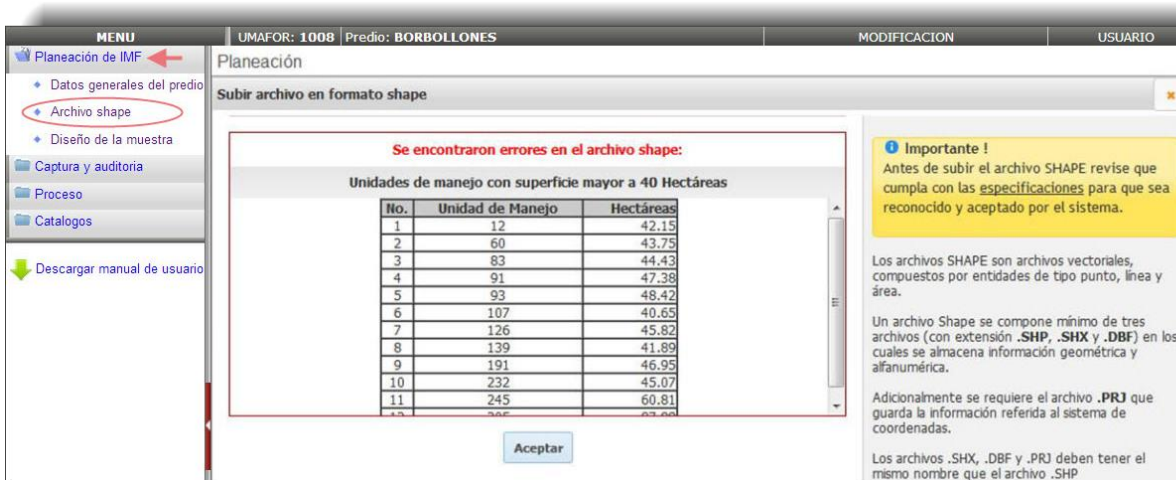 MENU
UMAFOR: 1008 Predio: BORBOLLONES
MODIFICACION
USUARIO
Planeación de IMF
Datos generales del predio
Archivo shape
Diseño de la muestra
Captura y auditoria
Proceso
Catalogos
Descargar manual de usuario
Planeación
Subir archivo en formato shape
Se encontraron errores en el archivo shape:
Unidades de manejo con superficie mayor a 40 Hectáreas
No. Unidad de Manejo Hectáreas
1 12 42.15
2 60 43.75
3 83 44.43
4 91 47.38
5 93 48.42
6 107 40.65
7 126 45.82
8 139 41.89
9 191 46.95
10 232 45.07
11 245 60.81
Aceptar
Importante !
Antes de subir el archivo SHAPE revise que
cumpla con las especificaciones para que sea
reconocido y aceptado por el sistema.
Los archivos SHAPE son archivos vectoriales,
compuestos por entidades de tipo punto, línea y
área.
Un archivo Shape se compone mínimo de tres
archivos (con extensión .SHP, .SHX y .DBF) en los
cuales se almacena información geométrica y
alfanumérica.
Adicionalmente se requiere el archivo .PRJ que
guarda la información referida al sistema de
coordenadas.
Los archivos .SHX, .DBF y .PRJ deben tener el
mismo nombre que el archivo .SHP